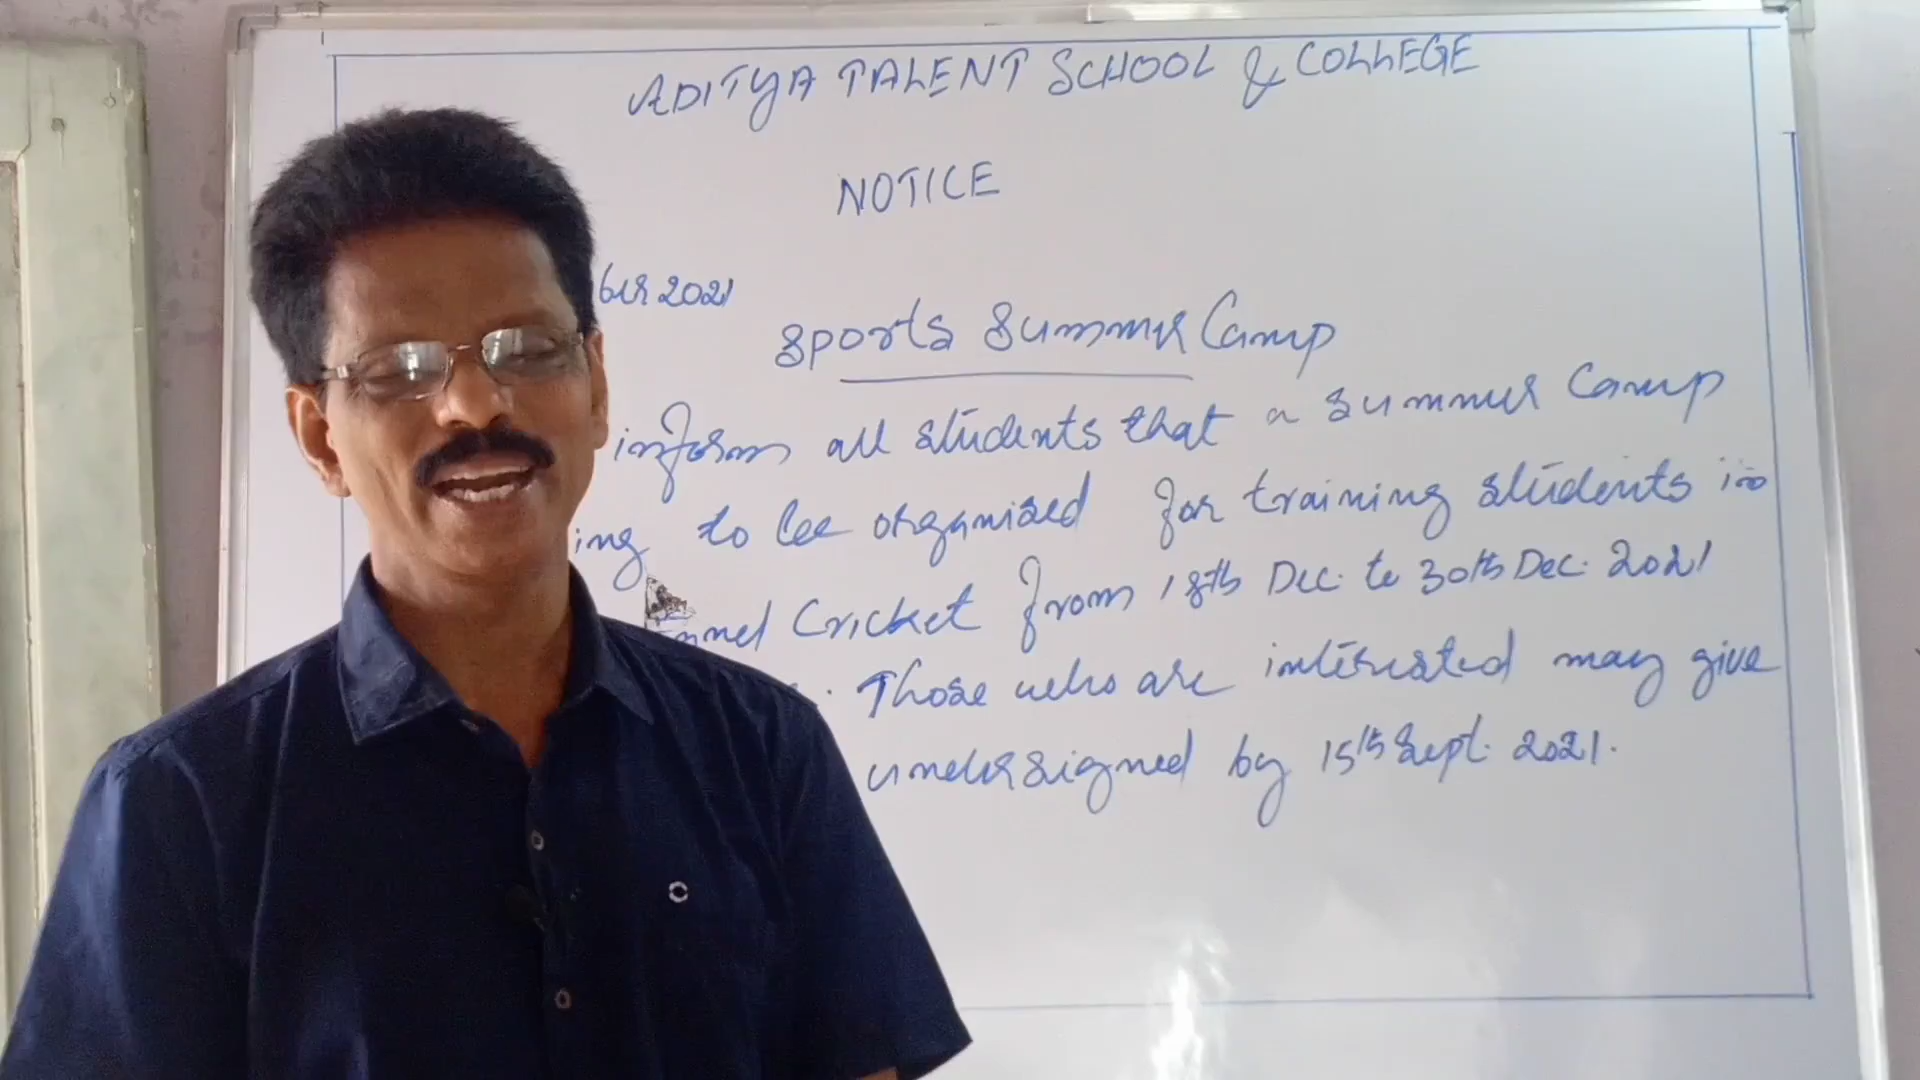 ADITYA TALENT SCHOOL & COLLEGE
NOTICE
ber 2021
Sports Summer Camp
inform all students that a summer camp
ing to be organised for training students in
and Cricket from 18th Dec. to 30th Dec. 2021
. Those who are interested may give
undersigned by 15th Sept. 2021.